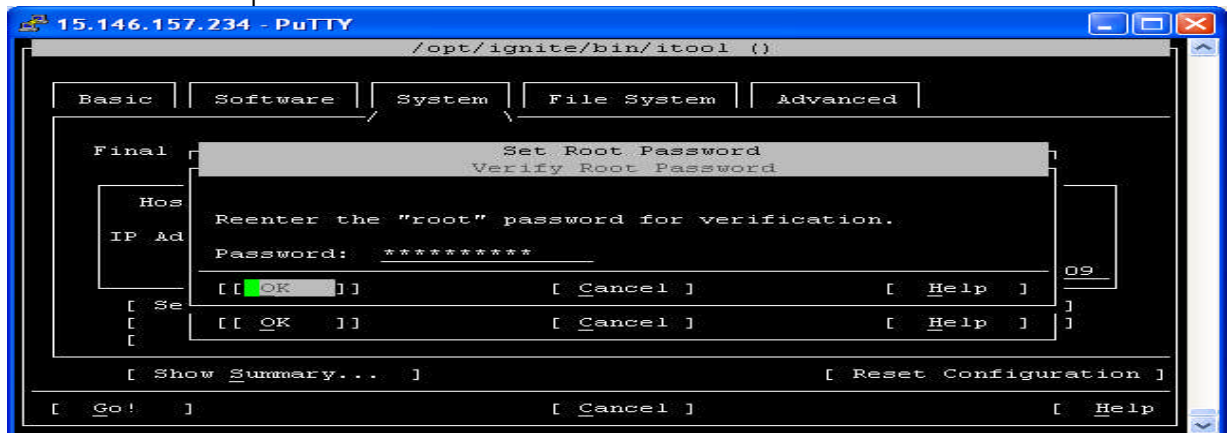 15.146.157.234 - PuTTY
/opt/ignite/bin/itool ()
Basic Software System File System Advanced
Final
Set Root Password
Verify Root Password
Hos
Reenter the "root" password for verification.
IP Ad
Password: **********
09
[[ OK ]] [ Cancel ] [ Help ]
[ Se ]
[ [[ OK ]] [ Cancel ] [ Help ] ]
[
[ Show Summary... ] [ Reset Configuration ]
[ Go! ] [ Cancel ] [ Help